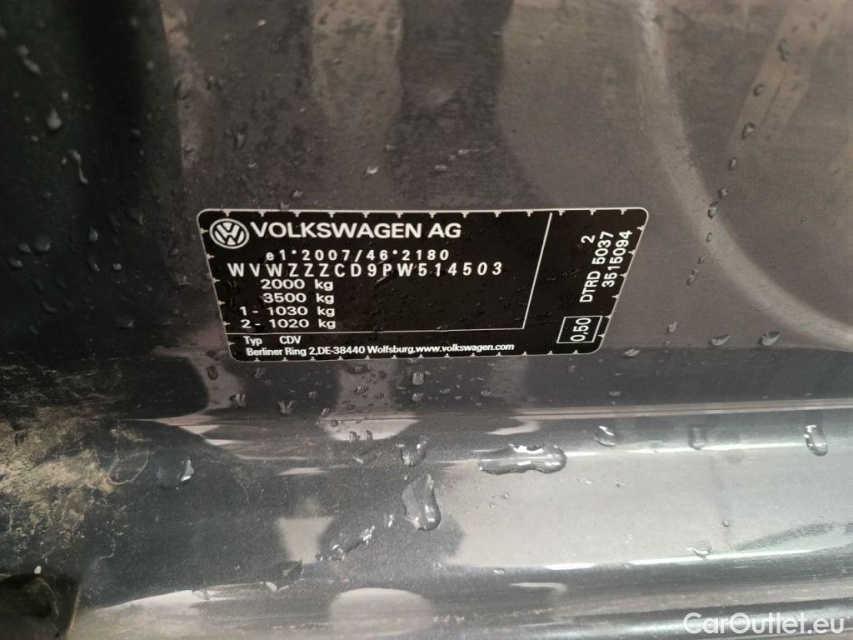 VOLKSWAGEN AG
e1*2007/46*2180
WVWZZZCD9PW514503
2000 kg
3500 kg
1 - 1030 kg
2 - 1020 kg
Typ CDV
Berliner Ring 2,DE-38440 Wolfsburg,www.volkswagen.com
2
DTRD 5037
3515094
0,50
CarOutlet.eu